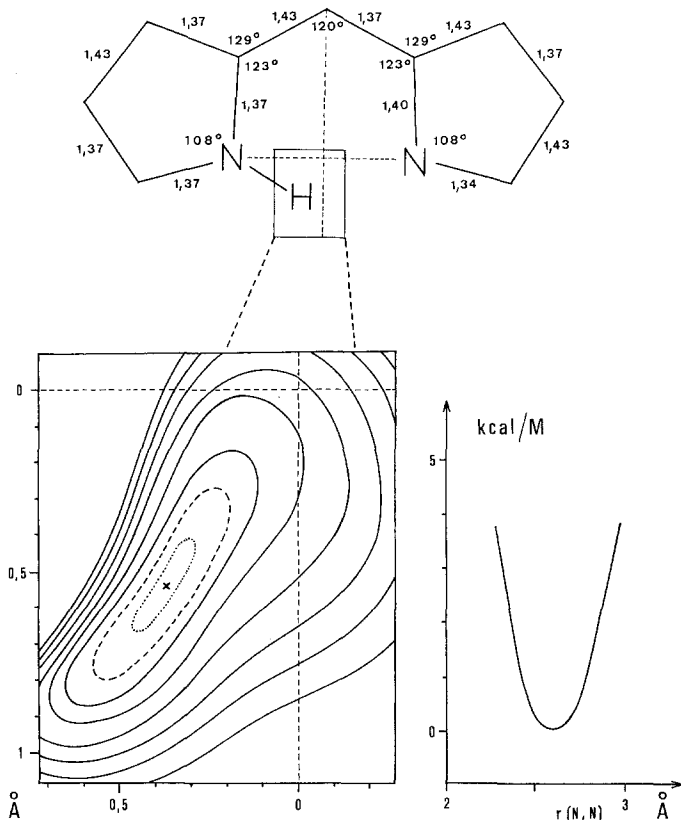 1,43 1,37
1,37 1,43
129° 120° 129°
1,43 123° 123° 1,37
1,37 1,40
108° 108°
1,37 N N 1,43
1,37 H 1,34
kcal/M
0 5
0,5
1 0
Å 0,5 0 2 3 Å
r(N,N)